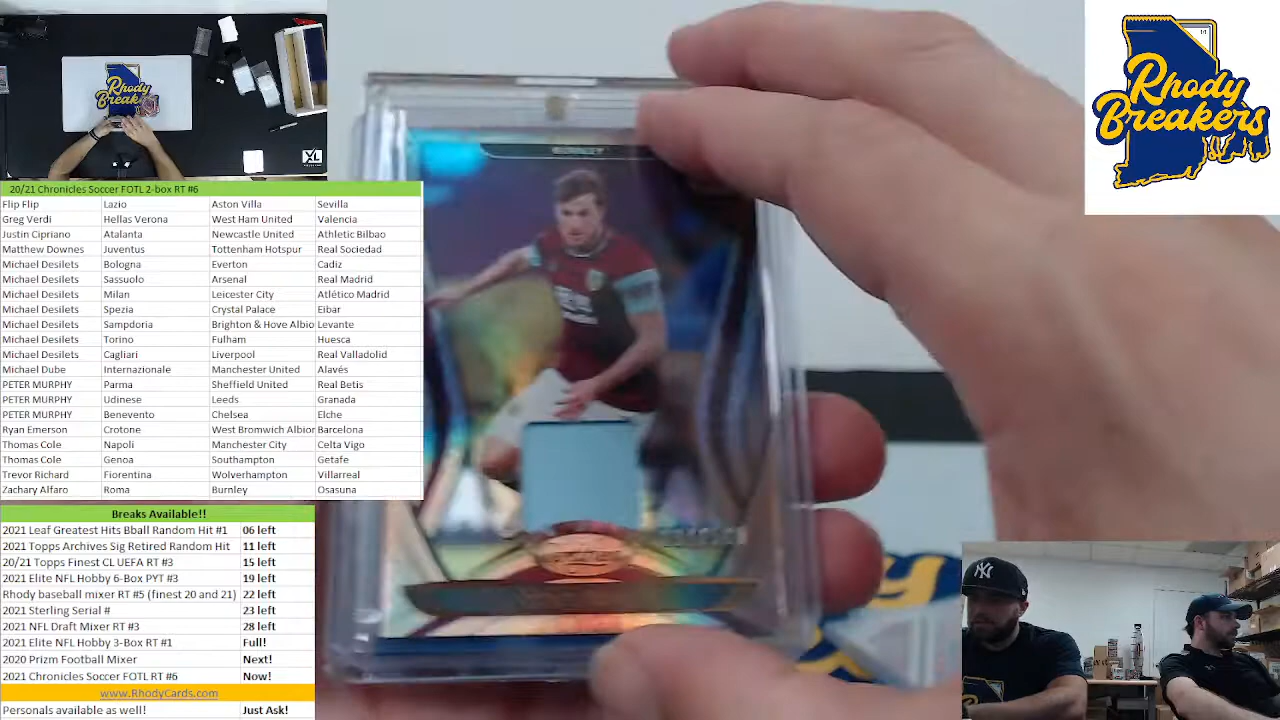 Rhody
Breakers
1/1
XL
20/21 Chronicles Soccer FOTL 2-box RT #6
Flip Flip Lazio Aston Villa Sevilla
Greg Verdi Hellas Verona West Ham United Valencia
Justin Cipriano Atalanta Newcastle United Athletic Bilbao
Matthew Downes Juventus Tottenham Hotspur Real Sociedad
Michael Desilets Bologna Everton Cadiz
Michael Desilets Sassuolo Arsenal Real Madrid
Michael Desilets Milan Leicester City Atlético Madrid
Michael Desilets Spezia Crystal Palace Eibar
Michael Desilets Sampdoria Brighton & Hove Albio Levante
Michael Desilets Torino Fulham Huesca
Michael Desilets Cagliari Liverpool Real Valladolid
Michael Dube Internazionale Manchester United Alavés
PETER MURPHY Parma Sheffield United Real Betis
PETER MURPHY Udinese Leeds Granada
PETER MURPHY Benevento Chelsea Elche
Ryan Emerson Crotone West Bromwich Albion Barcelona
Thomas Cole Napoli Manchester City Celta Vigo
Thomas Cole Genoa Southampton Getafe
Trevor Richard Fiorentina Wolverhampton Villarreal
Zachary Alfaro Roma Burnley Osasuna
Breaks Available!!
2021 Leaf Greatest Hits Bball Random Hit #1 06 left
2021 Topps Archives Sig Retired Random Hit 11 left
20/21 Topps Finest CL UEFA RT #3 15 left
2021 Elite NFL Hobby 6-Box PYT #3 19 left
Rhody baseball mixer RT #5 (finest 20 and 21) 22 left
2021 Sterling Serial # 23 left
2021 NFL Draft Mixer RT #3 28 left
2021 Elite NFL Hobby 3-Box RT #1 Full!
2020 Prizm Football Mixer Next!
2021 Chronicles Soccer FOTL RT #6 Now!
www.RhodyCards.com
Personals available as well! Just Ask!
Rhody
Breakers